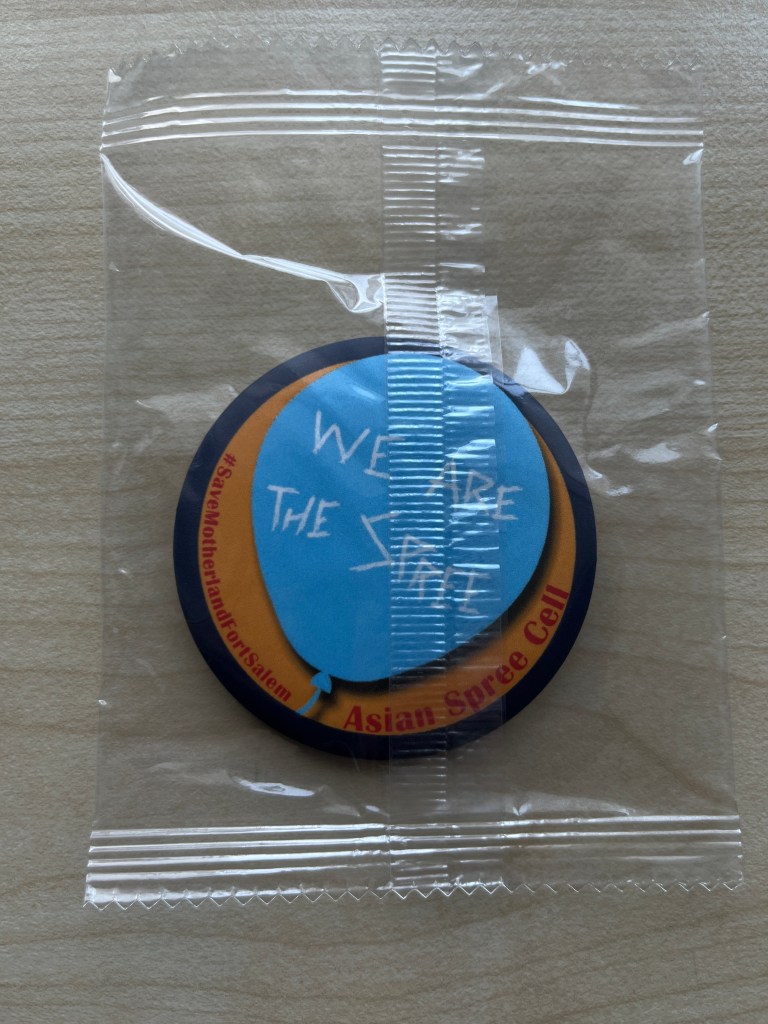 WE ARE
THE SPREE
#SaveMotherlandFortSalem
Asian Spree Cell